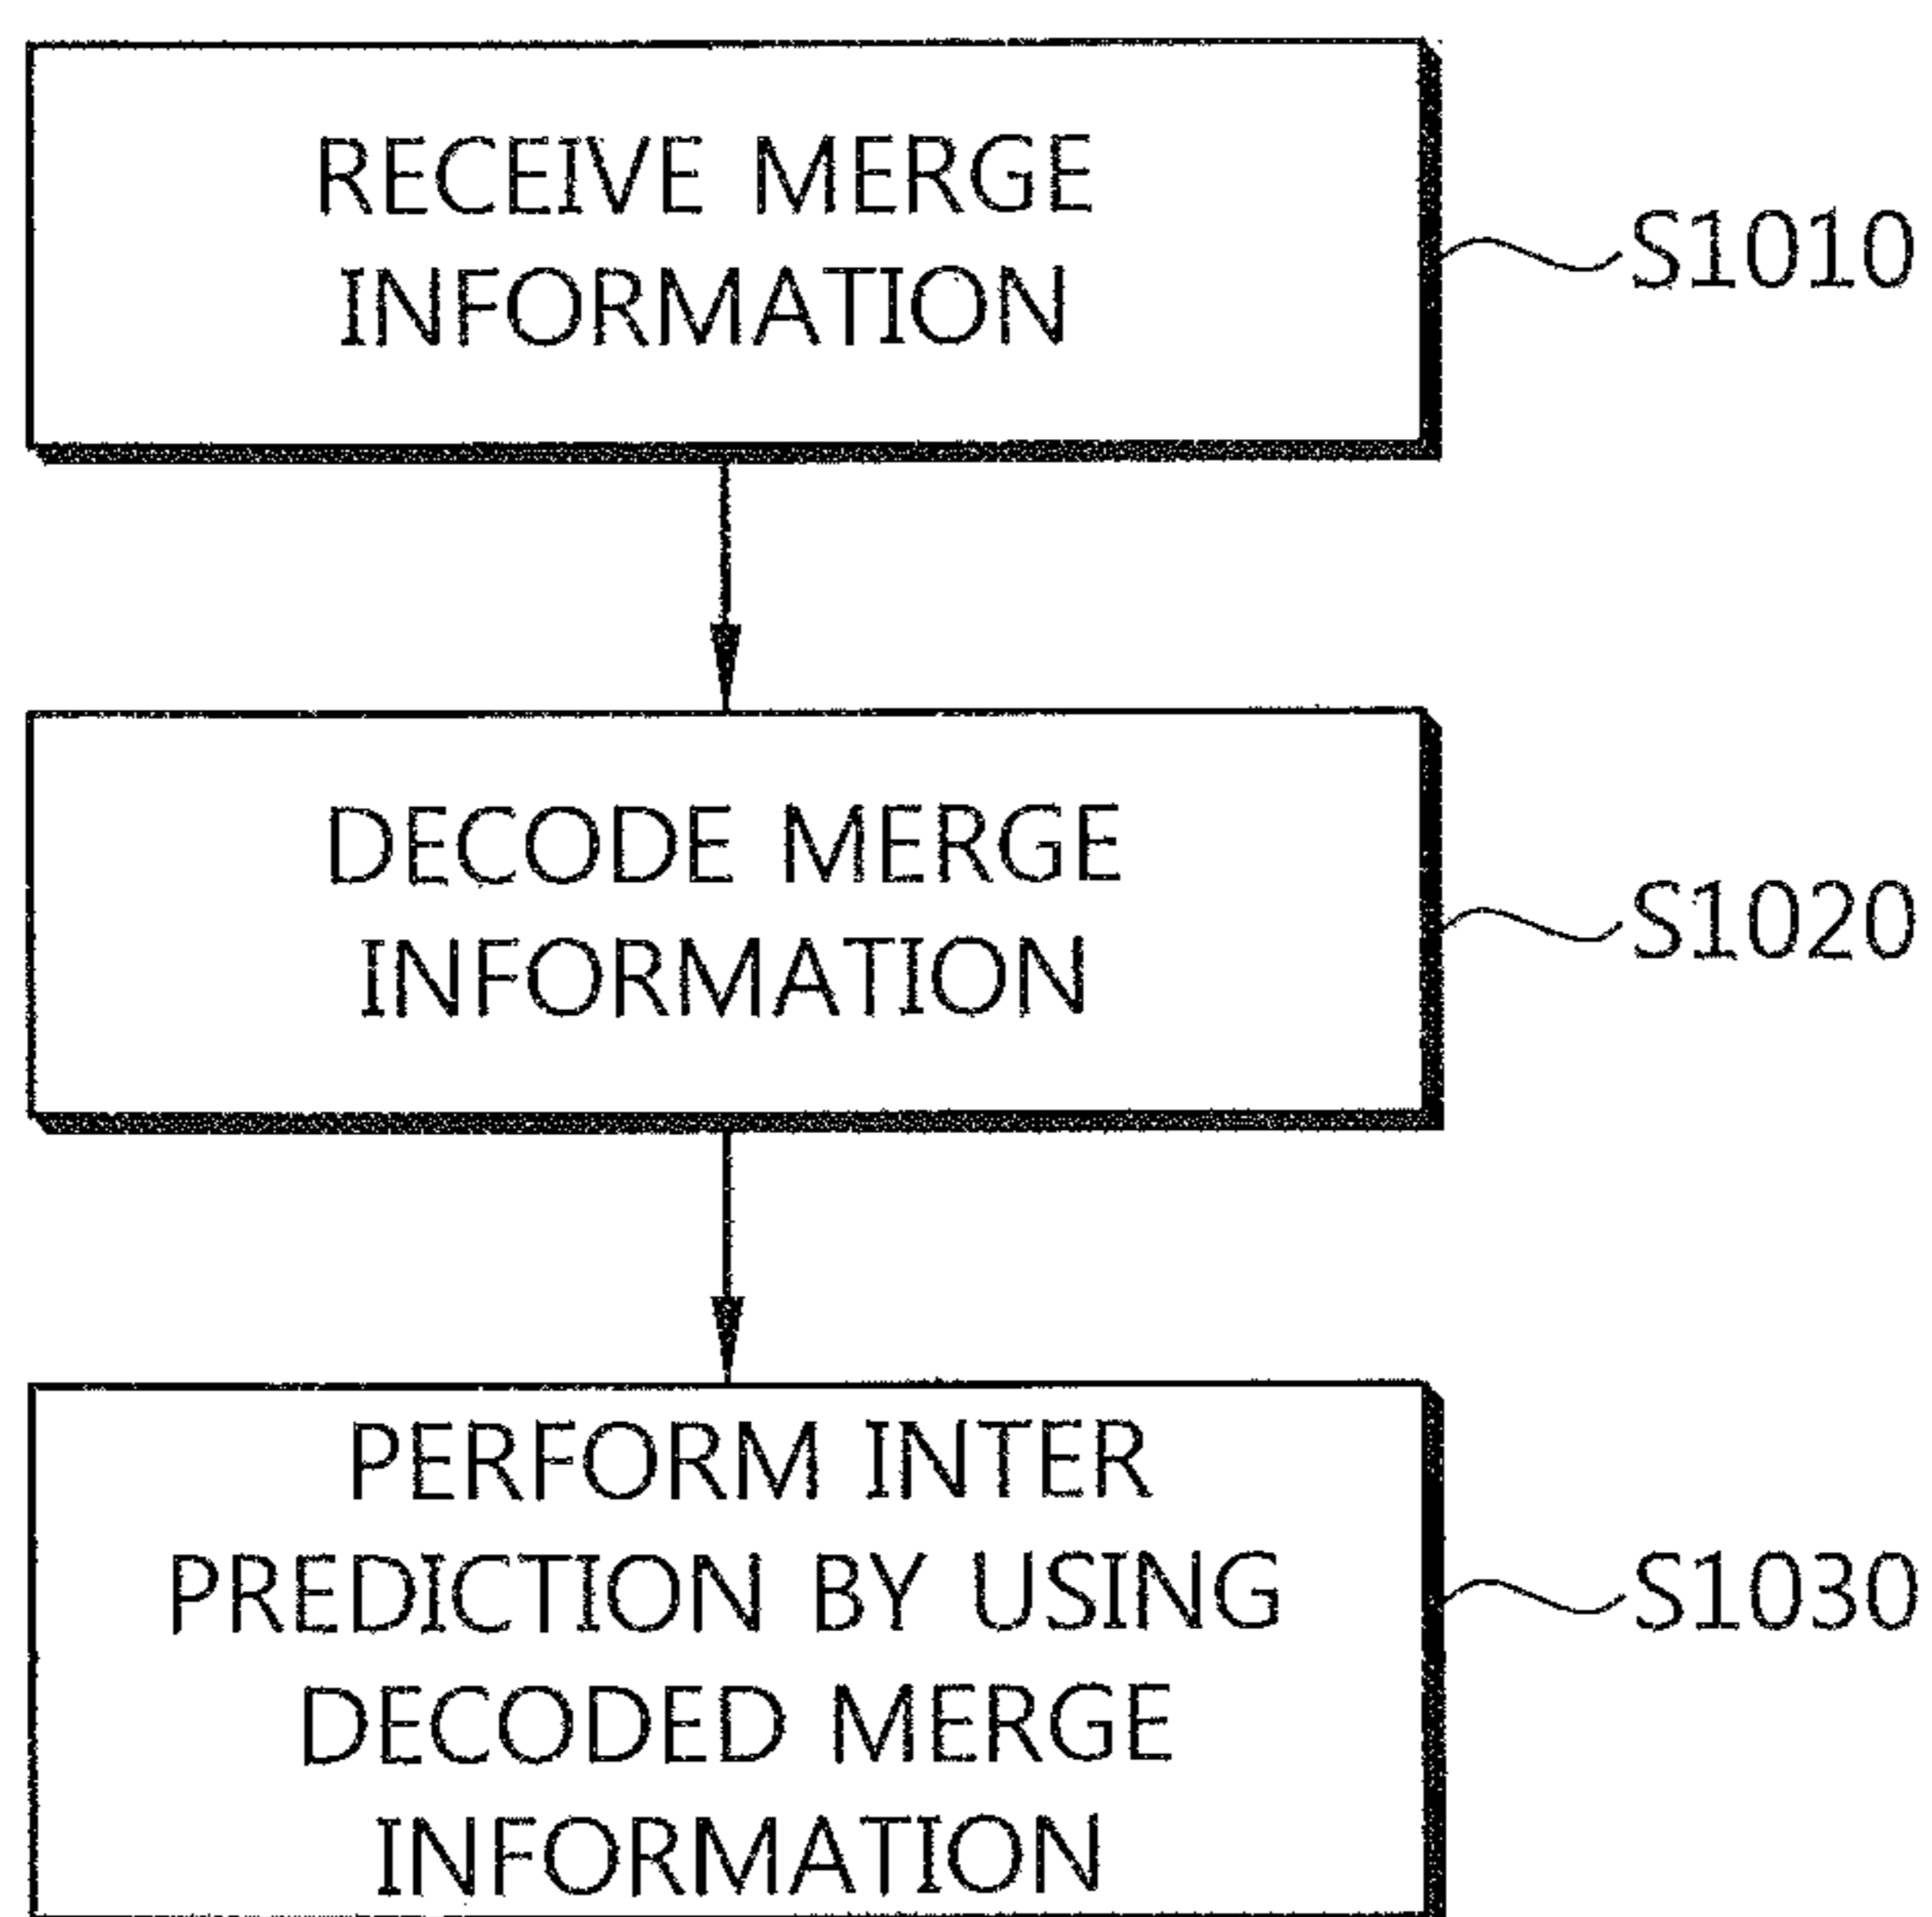 RECEIVE MERGE
INFORMATION
S1010
DECODE MERGE
INFORMATION
S1020
PERFORM INTER
PREDICTION BY USING
DECODED MERGE
INFORMATION
S1030